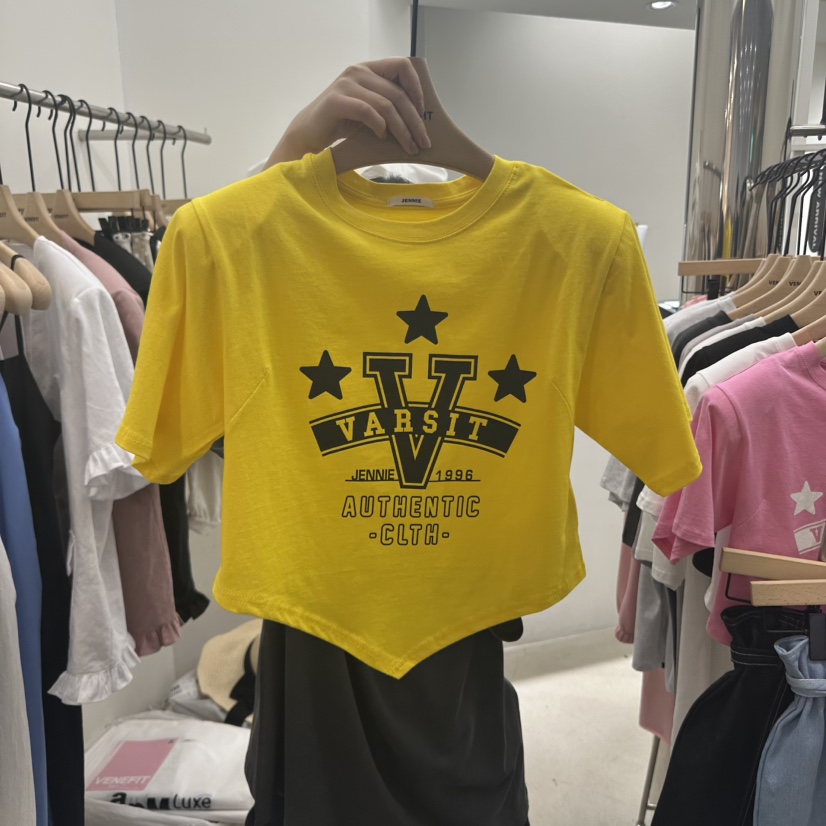 JENNIE
VARSIT
JENNIE 1996
AUTHENTIC
-CLTH-
VENEFIT
Luxe